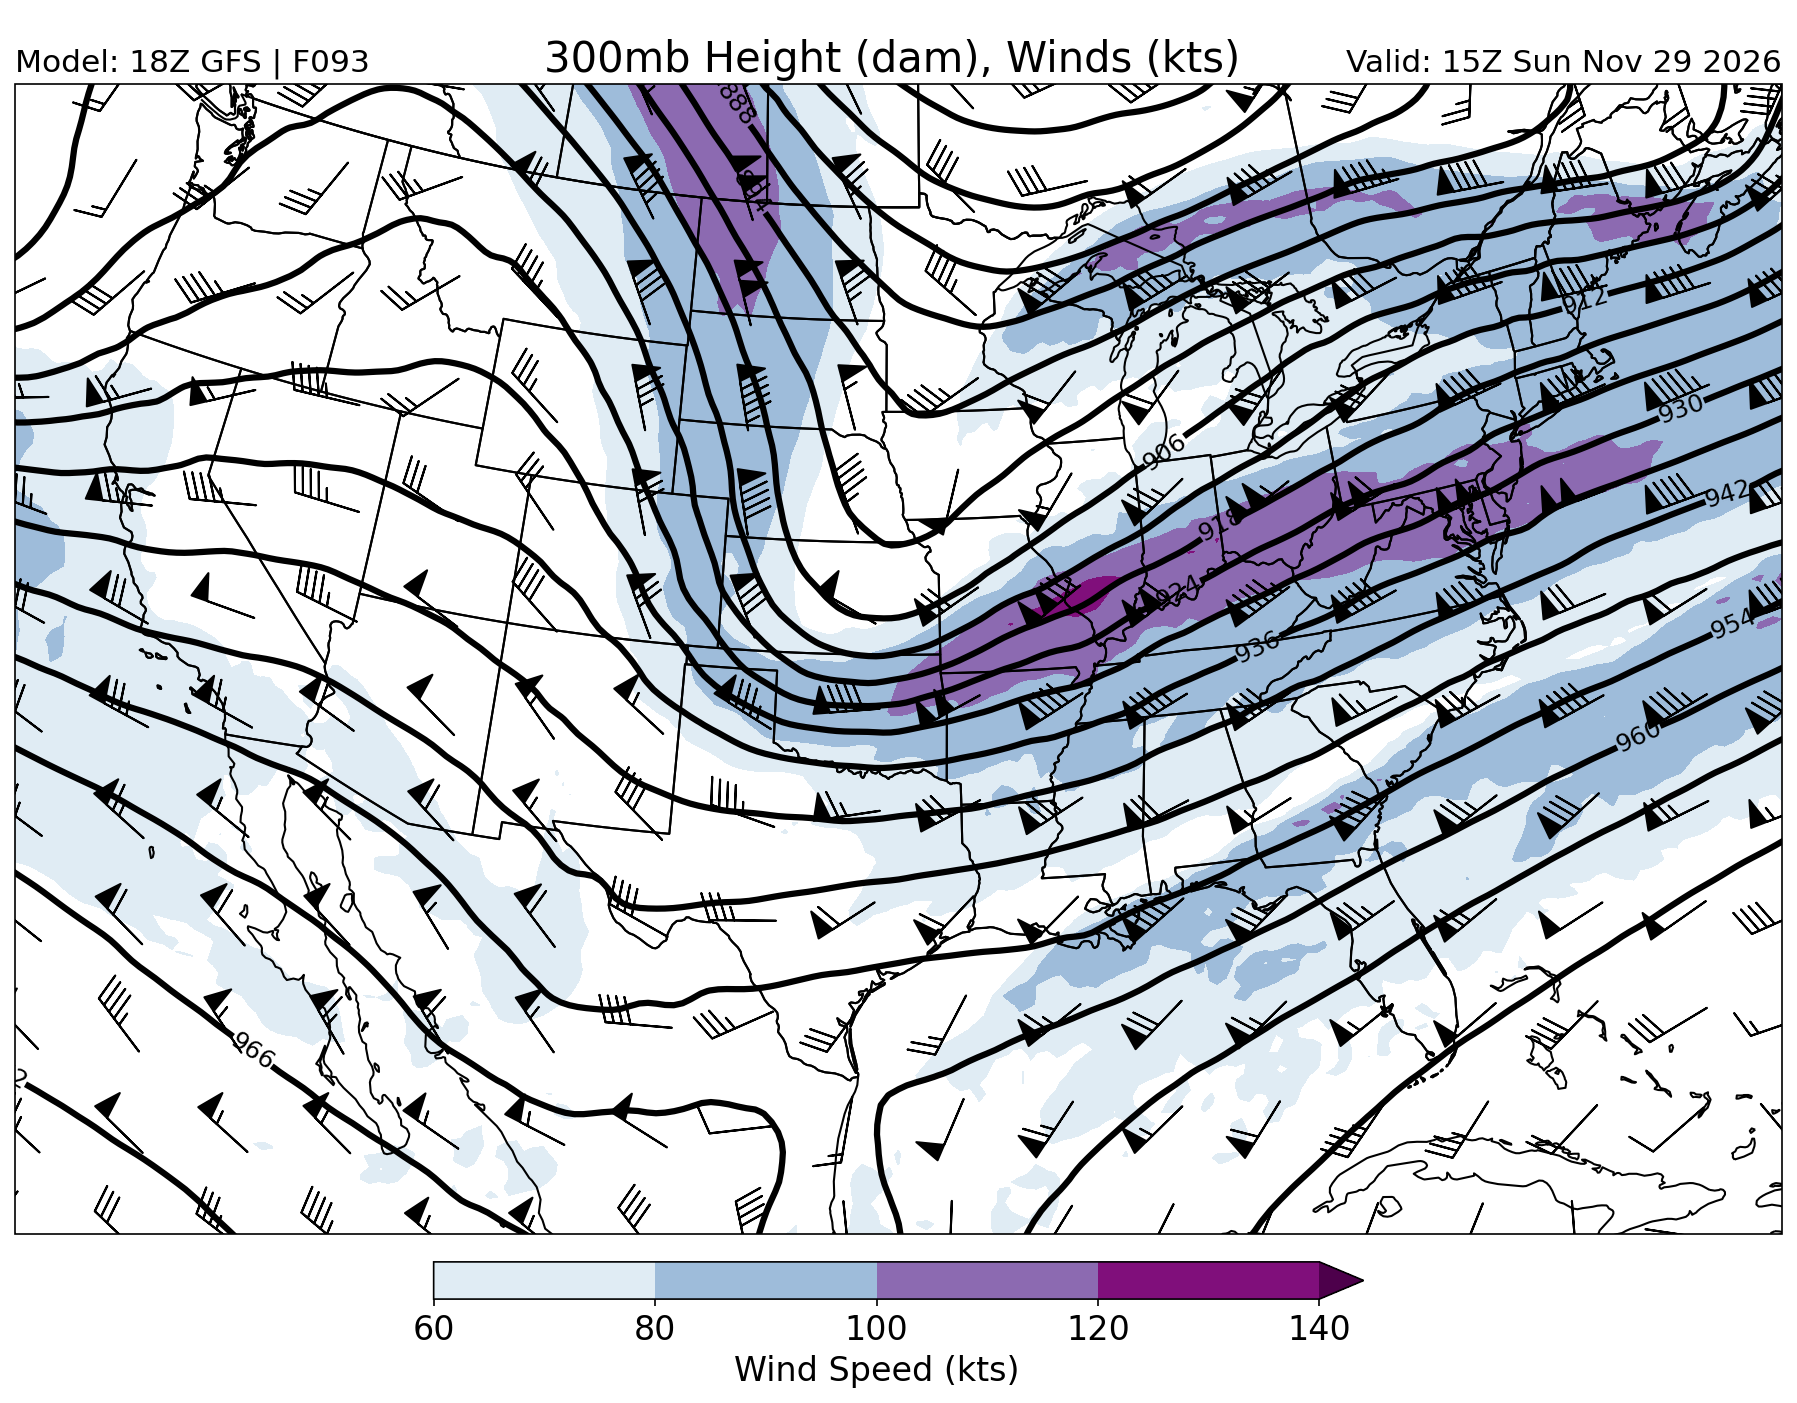 Model: 18Z GFS | F093
300mb Height (dam), Winds (kts)
Valid: 15Z Sun Nov 29 2026
888
912
930
906
942
918
924
936
954
960
966
60 80 100 120 140
Wind Speed (kts)